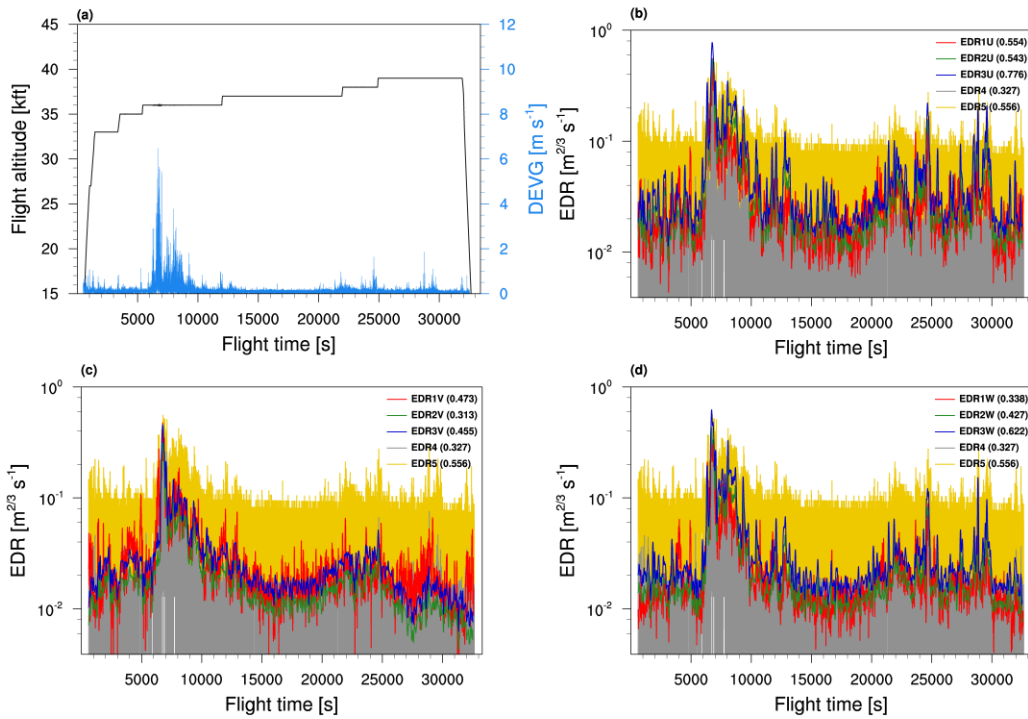 (a)
45
40
35
30
25
20
15
Flight altitude [kft]
12
10
8
6
4
2
0
DEVG [m s⁻¹]
5000 10000 15000 20000 25000 30000
Flight time [s]
(b)
10⁰
10⁻¹
10⁻²
EDR [m²/³ s⁻¹]
EDR1U (0.554)
EDR2U (0.543)
EDR3U (0.776)
EDR4 (0.327)
EDR5 (0.556)
5000 10000 15000 20000 25000 30000
Flight time [s]
(c)
10⁰
10⁻¹
10⁻²
EDR [m²/³ s⁻¹]
EDR1V (0.473)
EDR2V (0.313)
EDR3V (0.455)
EDR4 (0.327)
EDR5 (0.556)
5000 10000 15000 20000 25000 30000
Flight time [s]
(d)
10⁰
10⁻¹
10⁻²
EDR [m²/³ s⁻¹]
EDR1W (0.338)
EDR2W (0.427)
EDR3W (0.622)
EDR4 (0.327)
EDR5 (0.556)
5000 10000 15000 20000 25000 30000
Flight time [s]